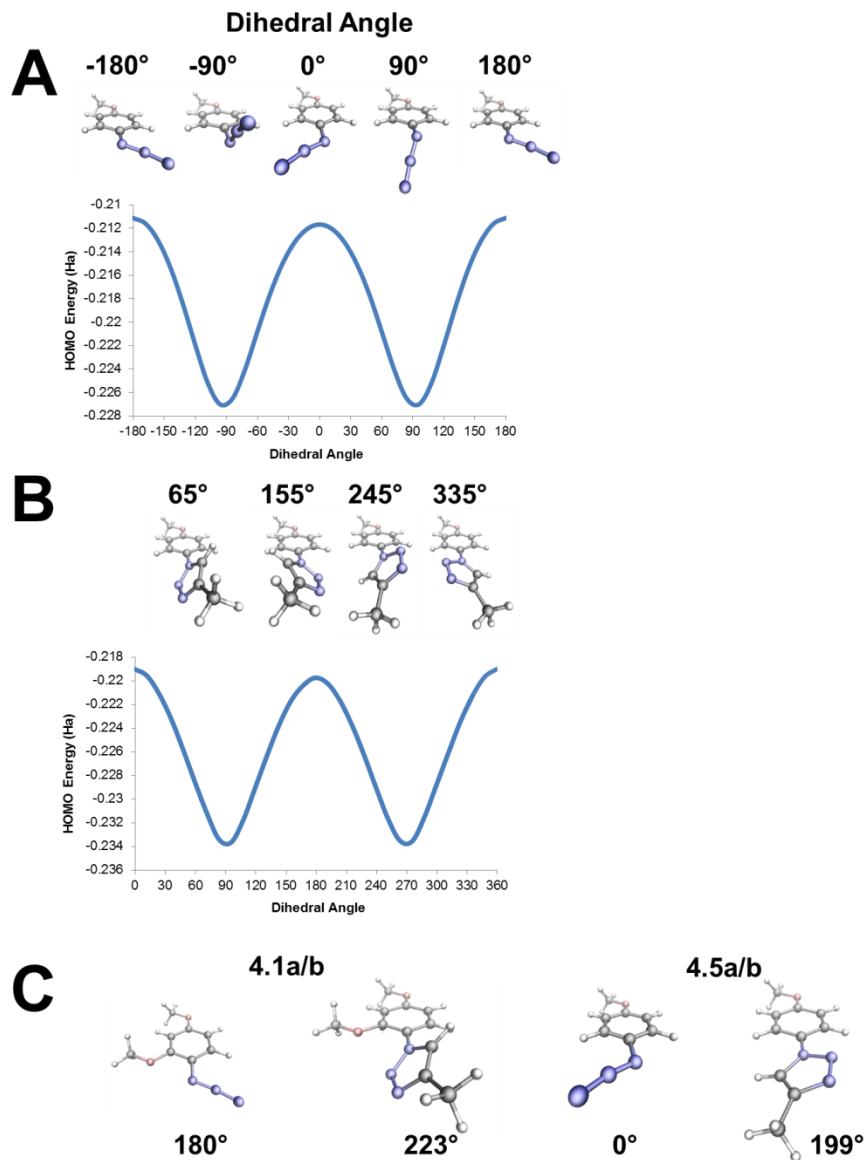 Dihedral Angle
A
-180° -90° 0° 90° 180°
-0.21
-0.212
-0.214
-0.216
-0.218
-0.22
-0.222
-0.224
-0.226
-0.228
HOMO Energy (Ha)
-180 -150 -120 -90 -60 -30 0 30 60 90 120 150 180
Dihedral Angle
B
65° 155° 245° 335°
-0.218
-0.22
-0.222
-0.224
-0.226
-0.228
-0.23
-0.232
-0.234
-0.236
HOMO Energy (Ha)
0 30 60 90 120 150 180 210 240 270 300 330 360
Dihedral Angle
C
4.1a/b 4.5a/b
180° 223° 0° 199°